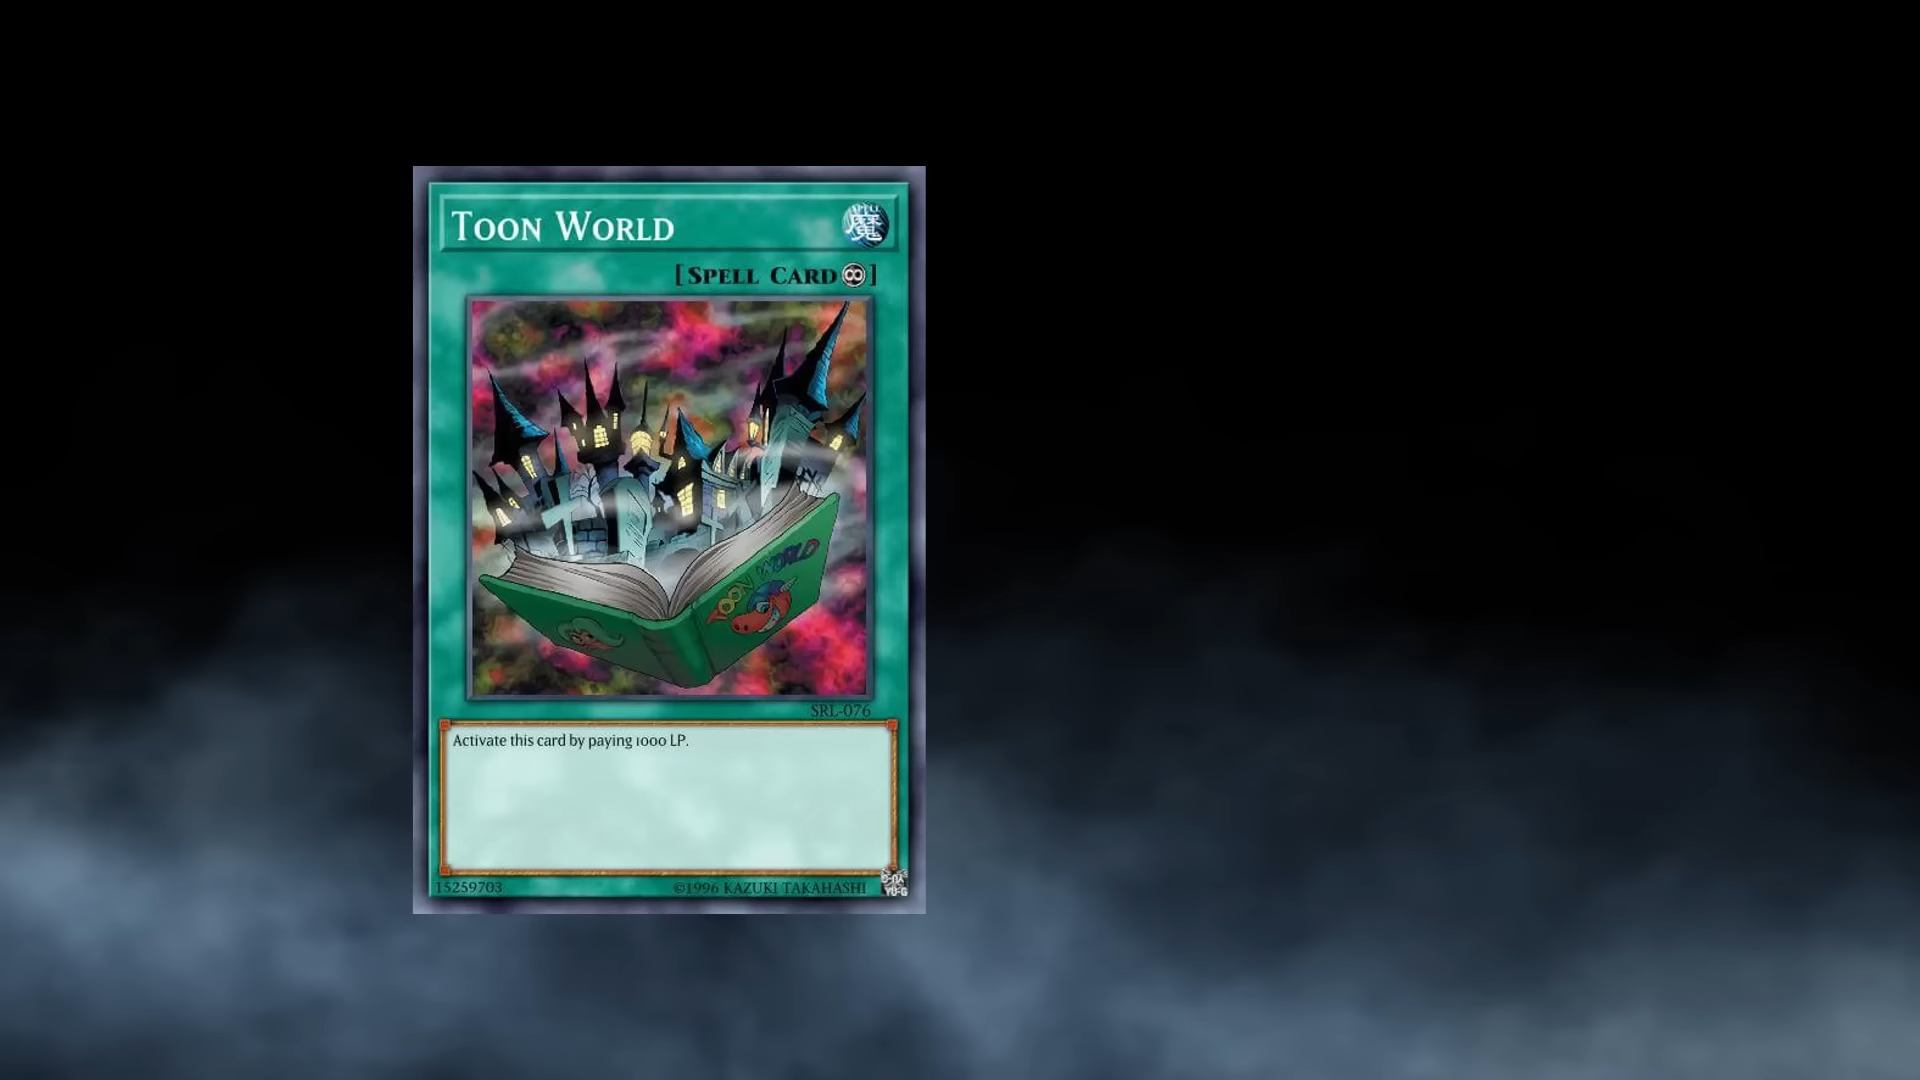 TOON WORLD
SPELL
魔
[SPELL CARD]
TOON WORLD
SRL-076
Activate this card by paying 1000 LP.
15259703
©1996 KAZUKI TAKAHASHI